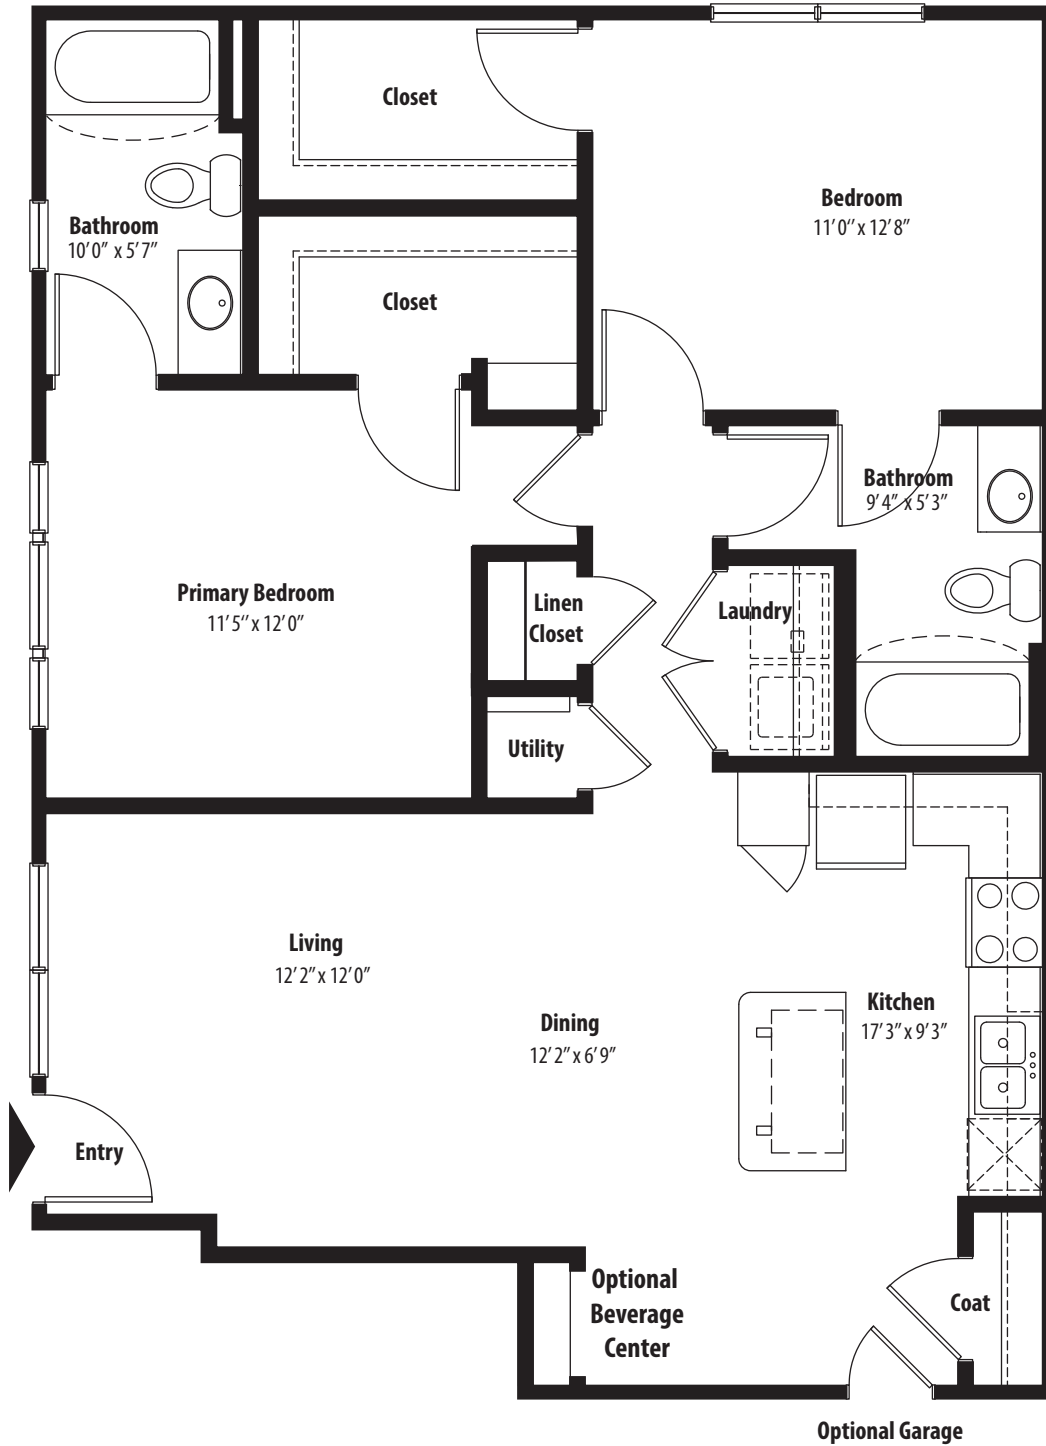 Closet
Bedroom
11'0" x 12'8"
Bathroom
10'0" x 5'7"
Closet
Bathroom
9'4" x 5'3"
Primary Bedroom
11'5" x 12'0"
Linen
Closet
Laundry
Utility
Living
12'2" x 12'0"
Dining
12'2" x 6'9"
Kitchen
17'3" x 9'3"
Entry
Optional
Beverage
Center
Coat
Optional Garage